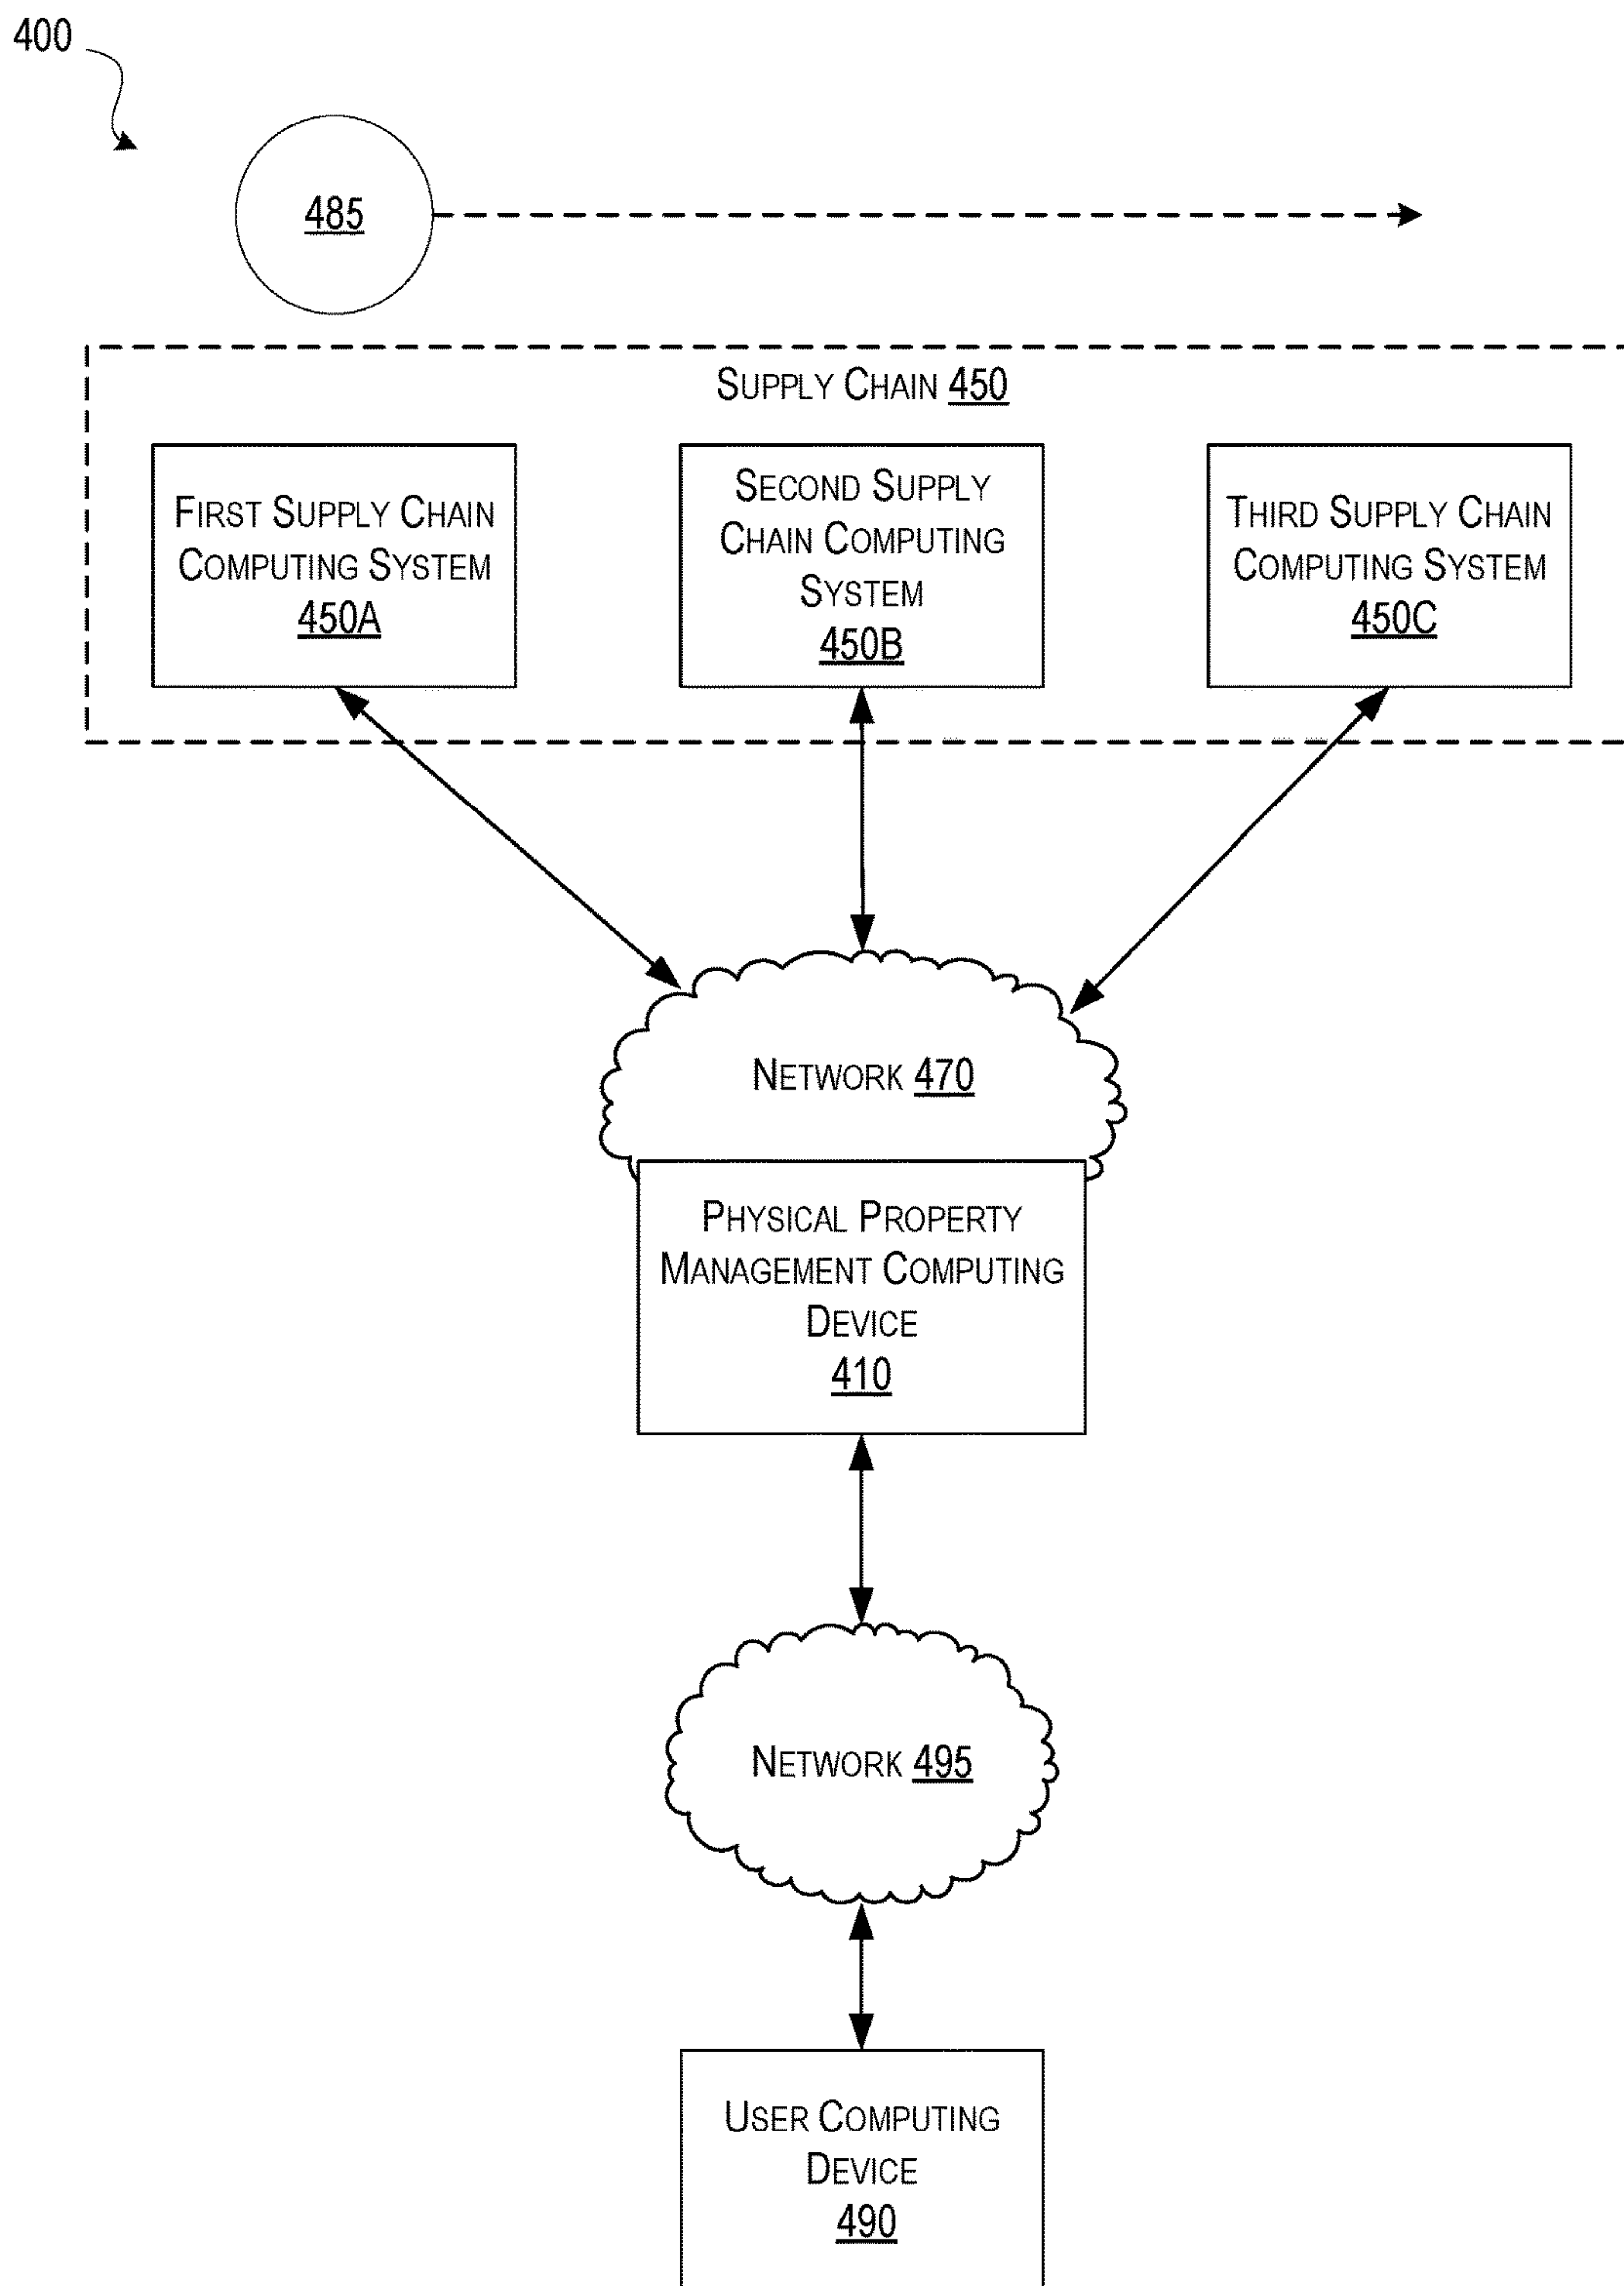 400
485
SUPPLY CHAIN 450
FIRST SUPPLY CHAIN
COMPUTING SYSTEM
450A
SECOND SUPPLY
CHAIN COMPUTING
SYSTEM
450B
THIRD SUPPLY CHAIN
COMPUTING SYSTEM
450C
NETWORK 470
PHYSICAL PROPERTY
MANAGEMENT COMPUTING
DEVICE
410
NETWORK 495
USER COMPUTING
DEVICE
490